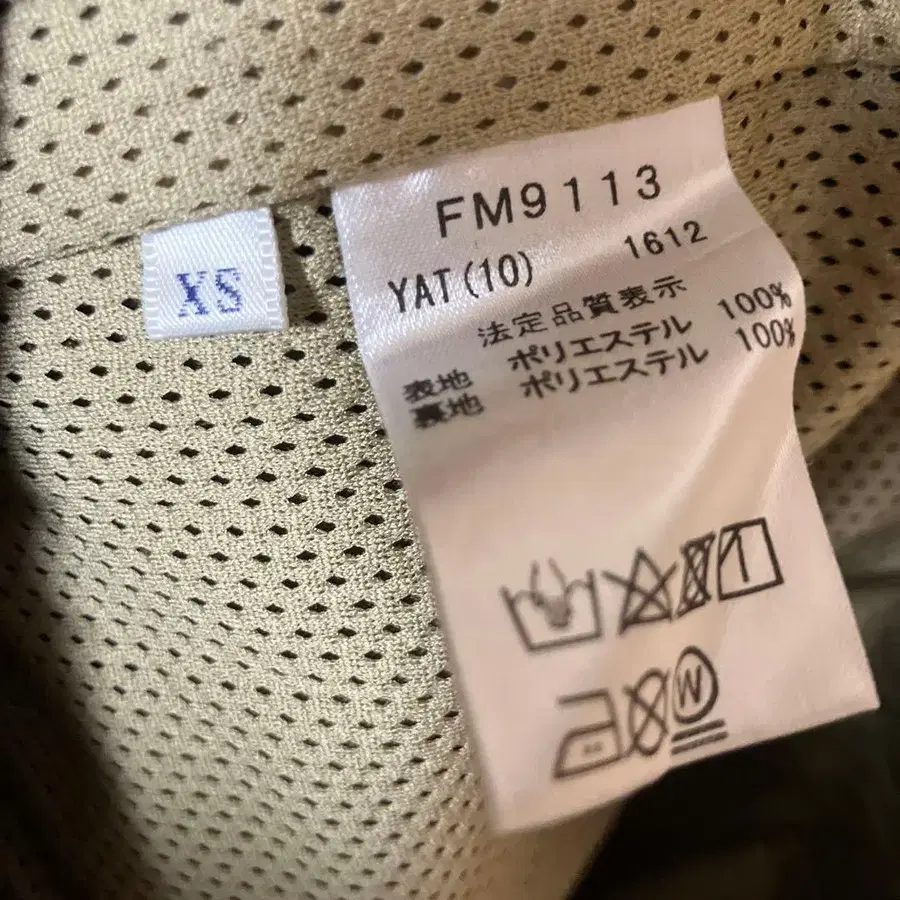 XS
FM9113
YAT(10) 1612
法定品質表示
表地 ポリエステル 100%
裏地 ポリエステル 100%
W